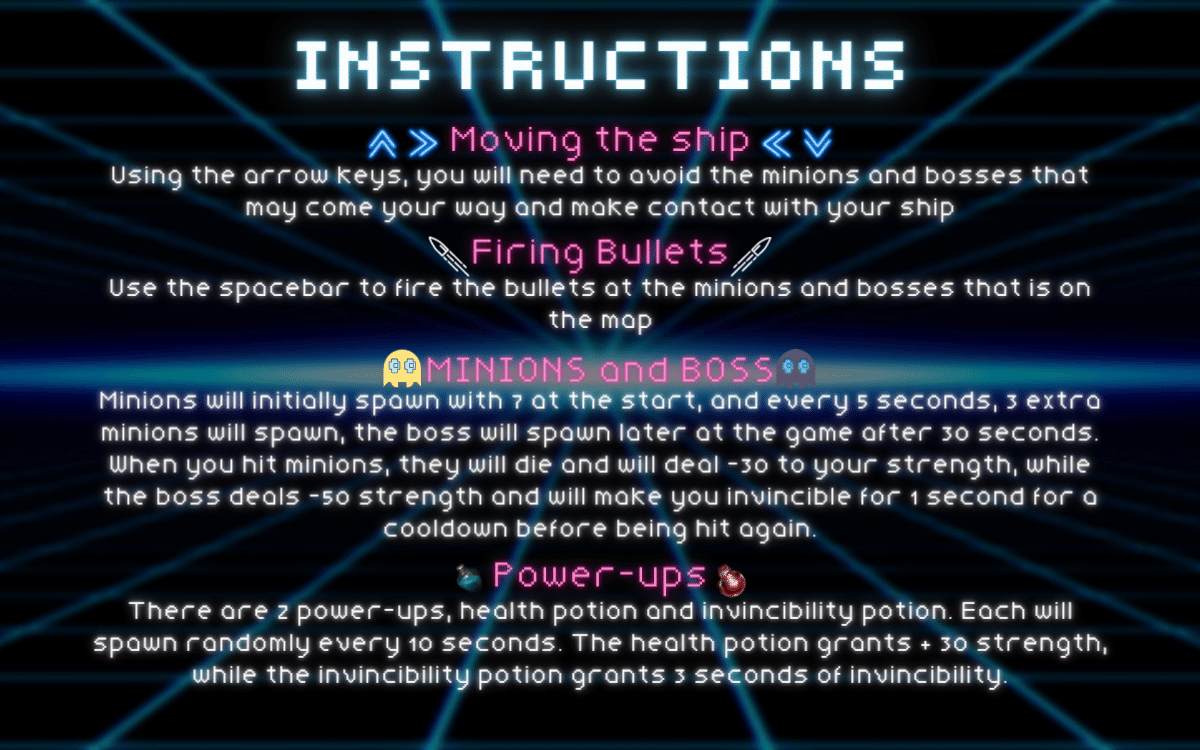 INSTRUCTIONS
Moving the ship
Using the arrow keys, you will need to avoid the minions and bosses that
may come your way and make contact with your ship
Firing Bullets
Use the spacebar to fire the bullets at the minions and bosses that is on
the map
MINIONS and BOSS
Minions will initially spawn with 7 at the start, and every 5 seconds, 3 extra
minions will spawn, the boss will spawn later at the game after 30 seconds.
When you hit minions, they will die and will deal -30 to your strength, while
the boss deals -50 strength and will make you invincible for 1 second for a
cooldown before being hit again.
Power-ups
There are 2 power-ups, health potion and invincibility potion. Each will
spawn randomly every 10 seconds. The health potion grants + 30 strength,
while the invincibility potion grants 3 seconds of invincibility.